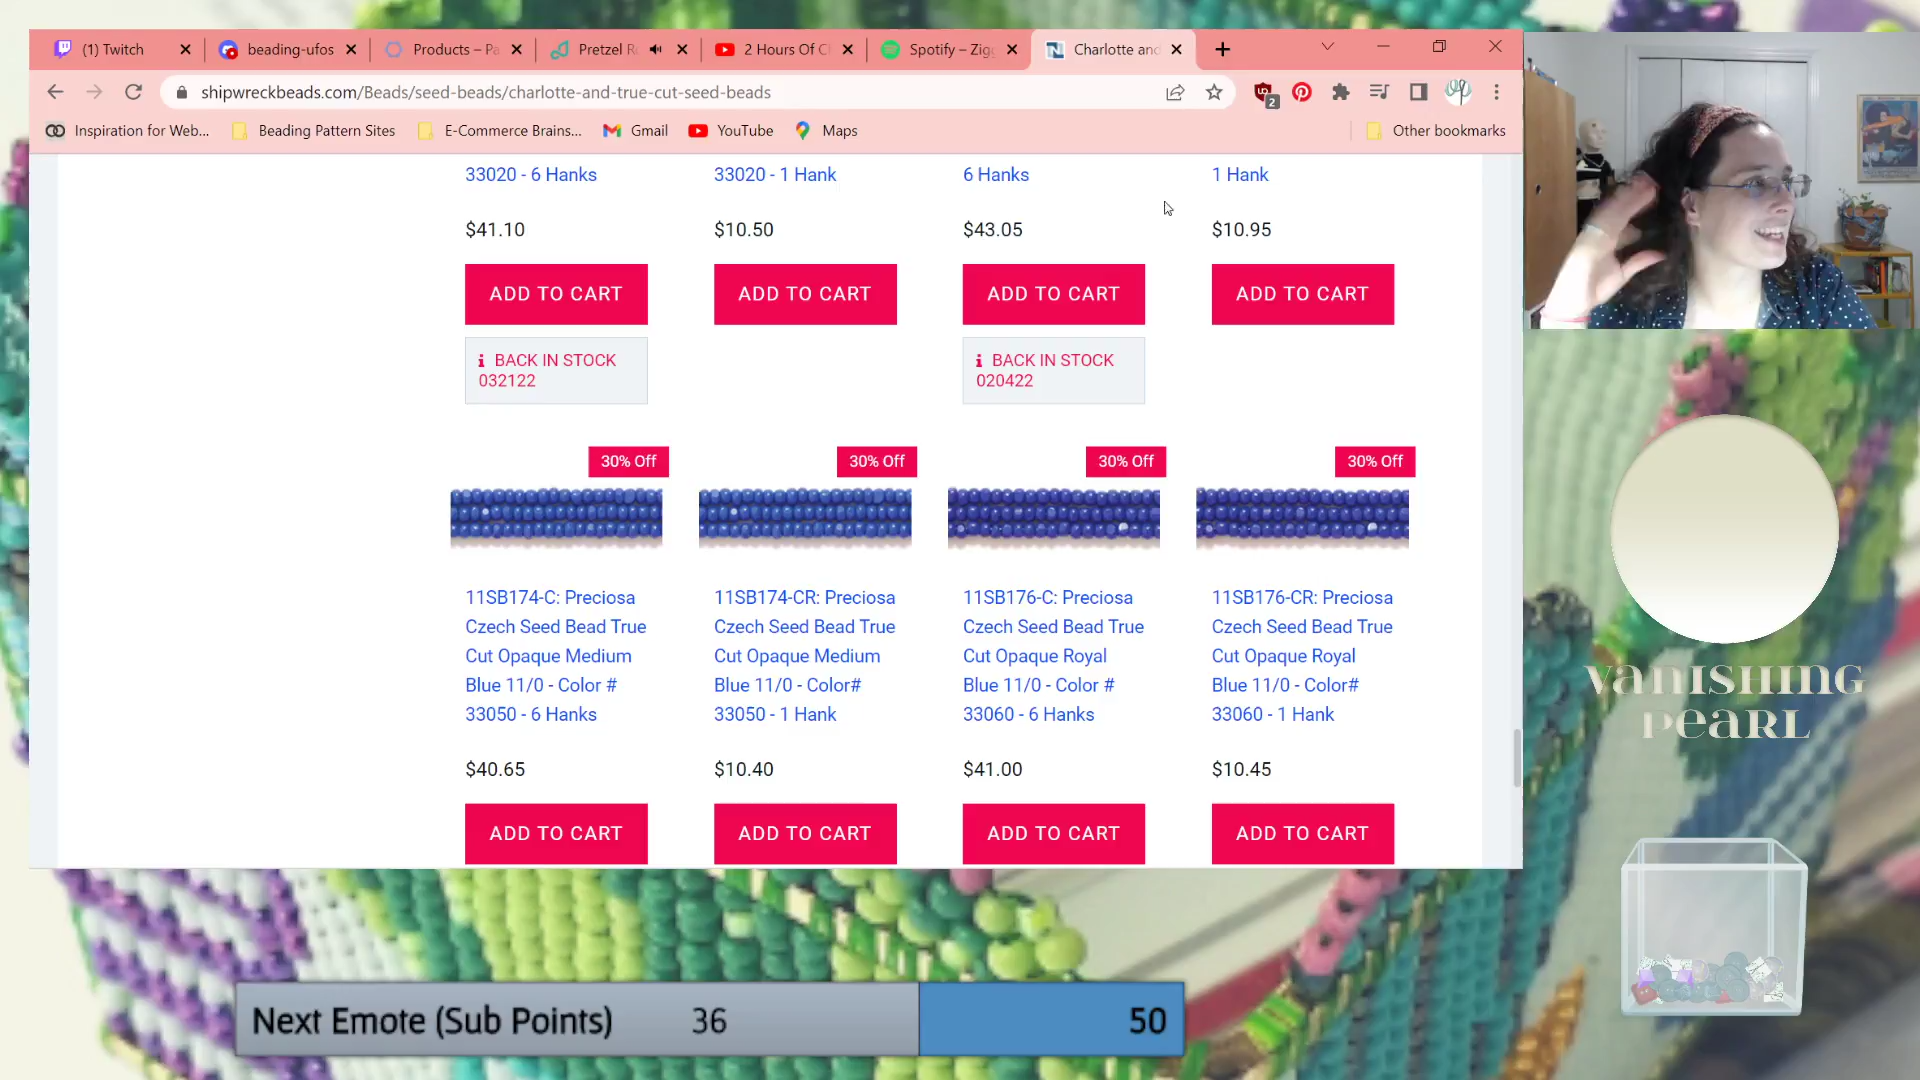 (1) Twitch
beading-ufos
Products – Pa
Pretzel R
2 Hours Of C
Spotify – Zigg
Charlotte and
shipwreckbeads.com/Beads/seed-beads/charlotte-and-true-cut-seed-beads
2
Inspiration for Web...
Beading Pattern Sites
E-Commerce Brains...
Gmail
YouTube
Maps
Other bookmarks
33020 - 6 Hanks
33020 - 1 Hank
6 Hanks
1 Hank
$41.10
$10.50
$43.05
$10.95
ADD TO CART
ADD TO CART
ADD TO CART
ADD TO CART
BACK IN STOCK
032122
BACK IN STOCK
020422
30% Off
30% Off
30% Off
30% Off
11SB174-C: Preciosa
Czech Seed Bead True
Cut Opaque Medium
Blue 11/0 - Color #
33050 - 6 Hanks
11SB174-CR: Preciosa
Czech Seed Bead True
Cut Opaque Medium
Blue 11/0 - Color#
33050 - 1 Hank
11SB176-C: Preciosa
Czech Seed Bead True
Cut Opaque Royal
Blue 11/0 - Color #
33060 - 6 Hanks
11SB176-CR: Preciosa
Czech Seed Bead True
Cut Opaque Royal
Blue 11/0 - Color#
33060 - 1 Hank
$40.65
$10.40
$41.00
$10.45
ADD TO CART
ADD TO CART
ADD TO CART
ADD TO CART
VANISHING
PEARL
Next Emote (Sub Points) 36 50